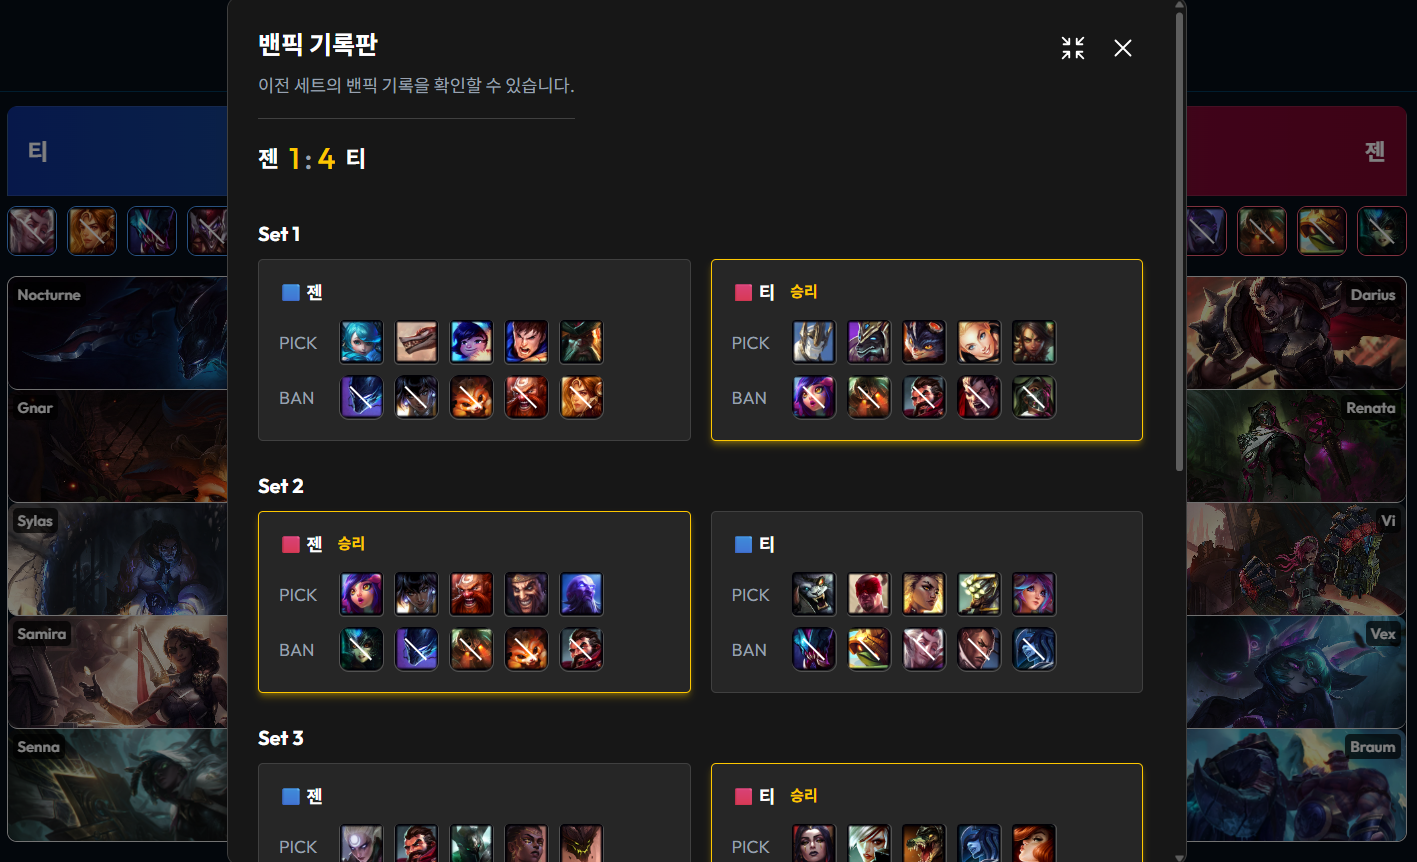 밴픽 기록판
이전 세트의 밴픽 기록을 확인할 수 있습니다.
젠 1 : 4 티
티
젠
Nocturne
Gnar
Sylas
Samira
Senna
Darius
Renata
Vi
Vex
Braum
Set 1
젠
PICK
BAN
티 승리
PICK
BAN
Set 2
젠 승리
PICK
BAN
티
PICK
BAN
Set 3
젠
PICK
티 승리
PICK